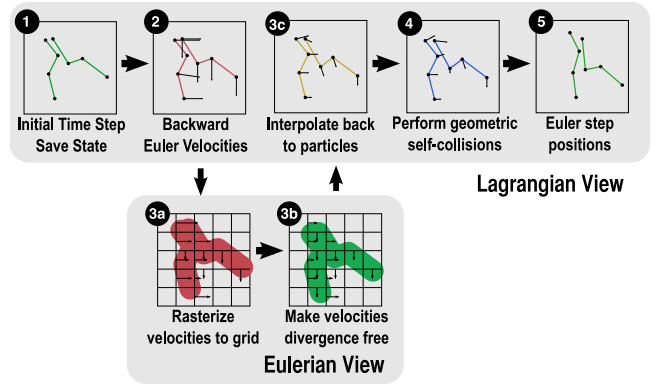 1
Initial Time Step
Save State
2
Backward
Euler Velocities
3c
Interpolate back
to particles
4
Perform geometric
self-collisions
5
Euler step
positions
Lagrangian View
3a
Rasterize
velocities to grid
3b
Make velocities
divergence free
Eulerian View